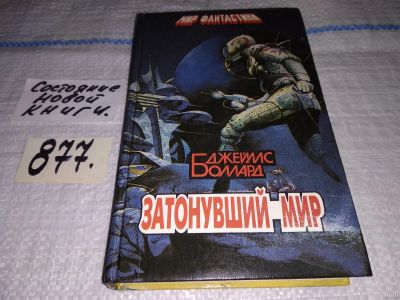 МИР ФАНТАСТИКИ
Состояние
новой
книги.
877.
ДЖЕЙМС
БОЛЛАРД
ЗАТОНУВШИЙ МИР